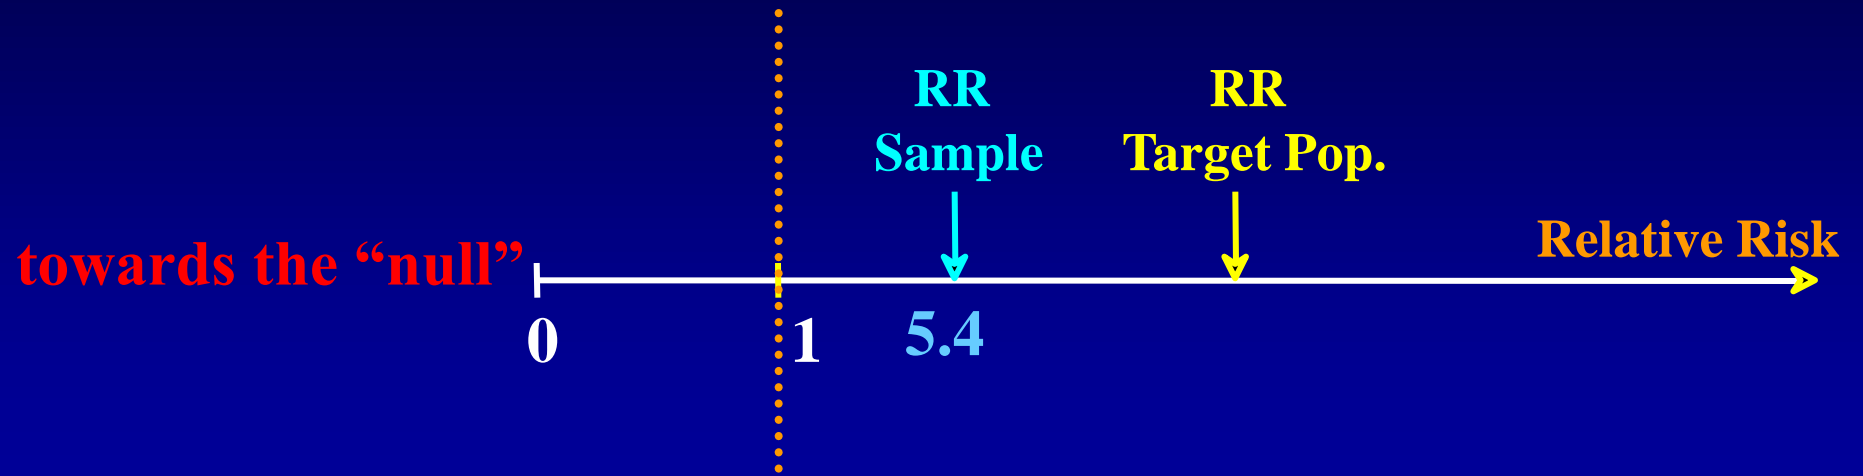 RR
Sample
RR
Target Pop.
Relative Risk
towards the “null”
0
1
5.4